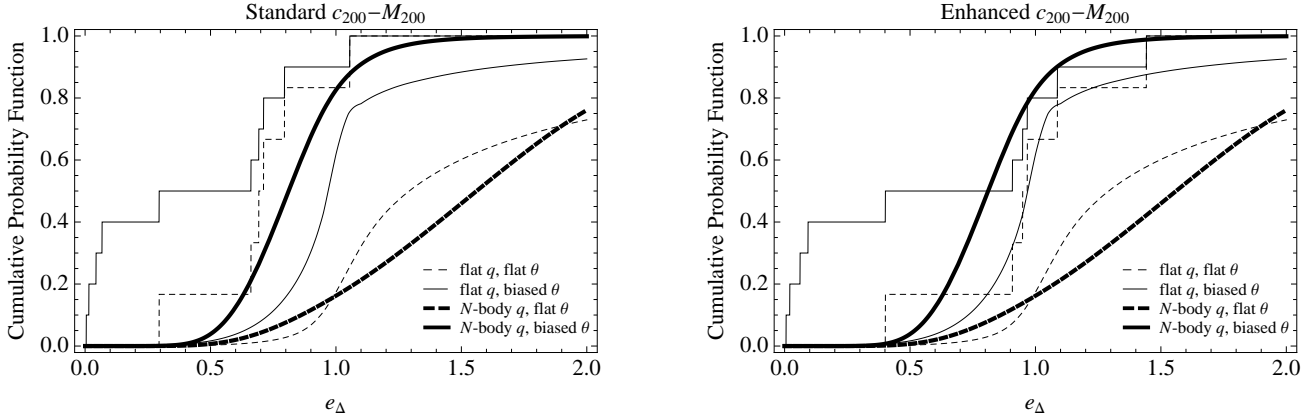 Standard c200−M200
Cumulative Probability Function
1.0
0.8
0.6
0.4
0.2
0.0
flat q, flat θ
flat q, biased θ
N-body q, flat θ
N-body q, biased θ
0.0 0.5 1.0 1.5 2.0
eΔ
Enhanced c200−M200
Cumulative Probability Function
1.0
0.8
0.6
0.4
0.2
0.0
flat q, flat θ
flat q, biased θ
N-body q, flat θ
N-body q, biased θ
0.0 0.5 1.0 1.5 2.0
eΔ